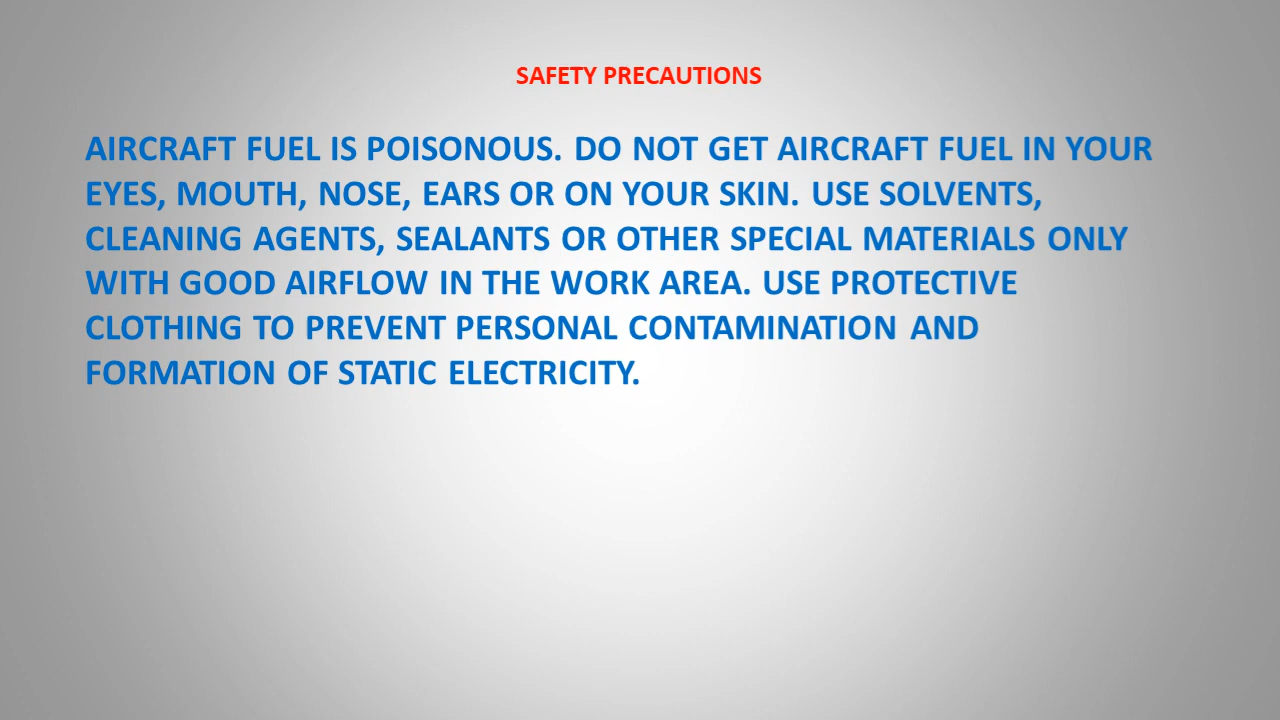 SAFETY PRECAUTIONS
AIRCRAFT FUEL IS POISONOUS. DO NOT GET AIRCRAFT FUEL IN YOUR
EYES, MOUTH, NOSE, EARS OR ON YOUR SKIN. USE SOLVENTS,
CLEANING AGENTS, SEALANTS OR OTHER SPECIAL MATERIALS ONLY
WITH GOOD AIRFLOW IN THE WORK AREA. USE PROTECTIVE
CLOTHING TO PREVENT PERSONAL CONTAMINATION AND
FORMATION OF STATIC ELECTRICITY.